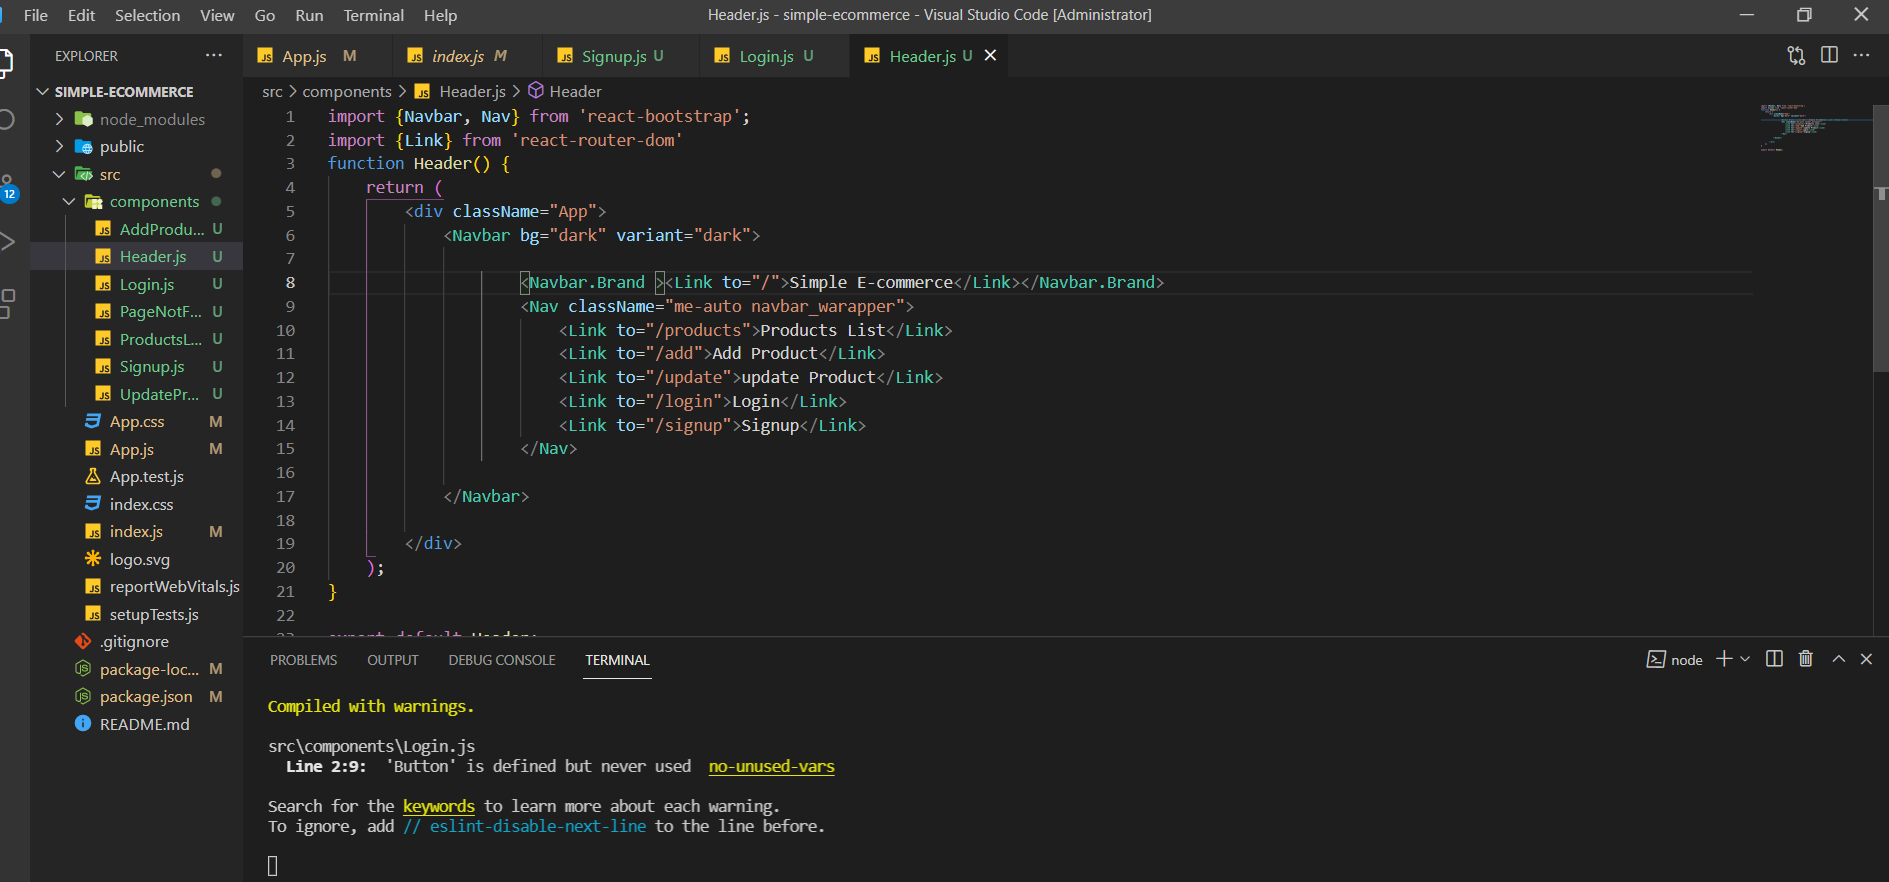 File Edit Selection View Go Run Terminal Help
Header.js - simple-ecommerce - Visual Studio Code [Administrator]
EXPLORER
App.js M
index.js M
Signup.js U
Login.js U
Header.js U
src > components > Header.js > Header
SIMPLE-ECOMMERCE
node_modules
public
src
components
AddProdu... U
Header.js U
Login.js U
PageNotF... U
ProductsL... U
Signup.js U
UpdatePr... U
App.css M
App.js M
App.test.js
index.css
index.js M
logo.svg
reportWebVitals.js
setupTests.js
.gitignore
package-loc... M
package.json M
README.md
12
1 import {Navbar, Nav} from 'react-bootstrap';
2 import {Link} from 'react-router-dom'
3 function Header() {
4 return (
5 <div className="App">
6 <Navbar bg="dark" variant="dark">
7
8 <Navbar.Brand ><Link to="/">Simple E-commerce</Link></Navbar.Brand>
9 <Nav className="me-auto navbar_warapper">
10 <Link to="/products">Products List</Link>
11 <Link to="/add">Add Product</Link>
12 <Link to="/update">update Product</Link>
13 <Link to="/login">Login</Link>
14 <Link to="/signup">Signup</Link>
15 </Nav>
16
17 </Navbar>
18
19 </div>
20 );
21 }
22
23 export default Header;
PROBLEMS OUTPUT DEBUG CONSOLE TERMINAL
node
Compiled with warnings.
src\components\Login.js
Line 2:9: 'Button' is defined but never used no-unused-vars
Search for the keywords to learn more about each warning.
To ignore, add // eslint-disable-next-line to the line before.